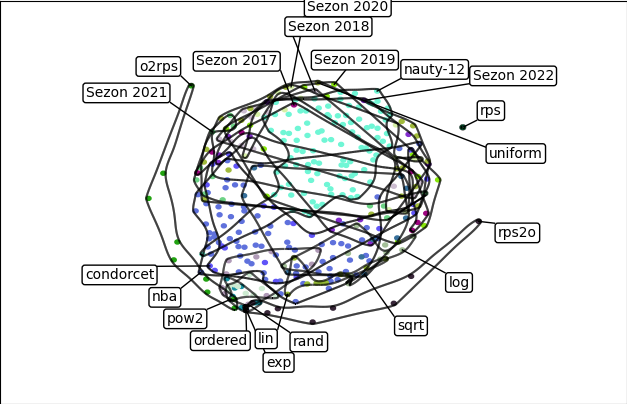 Sezon 2020
Sezon 2018
Sezon 2017
Sezon 2019
o2rps
nauty-12
Sezon 2022
Sezon 2021
rps
uniform
rps2o
condorcet
log
nba
pow2
sqrt
ordered
lin
rand
exp